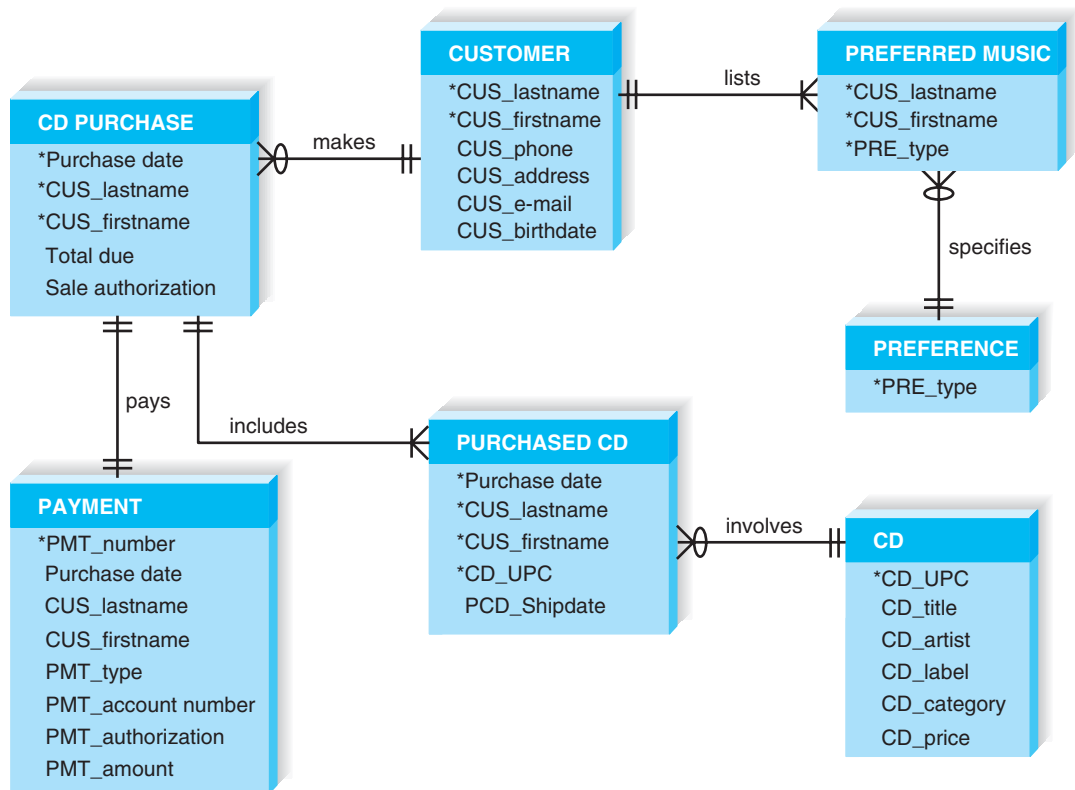 CUSTOMER
*CUS_lastname
*CUS_firstname
CUS_phone
CUS_address
CUS_e-mail
CUS_birthdate
lists
PREFERRED MUSIC
*CUS_lastname
*CUS_firstname
*PRE_type
CD PURCHASE
*Purchase date
*CUS_lastname
*CUS_firstname
Total due
Sale authorization
makes
specifies
PREFERENCE
*PRE_type
pays
includes
PURCHASED CD
*Purchase date
*CUS_lastname
*CUS_firstname
*CD_UPC
PCD_Shipdate
involves
CD
*CD_UPC
CD_title
CD_artist
CD_label
CD_category
CD_price
PAYMENT
*PMT_number
Purchase date
CUS_lastname
CUS_firstname
PMT_type
PMT_account number
PMT_authorization
PMT_amount